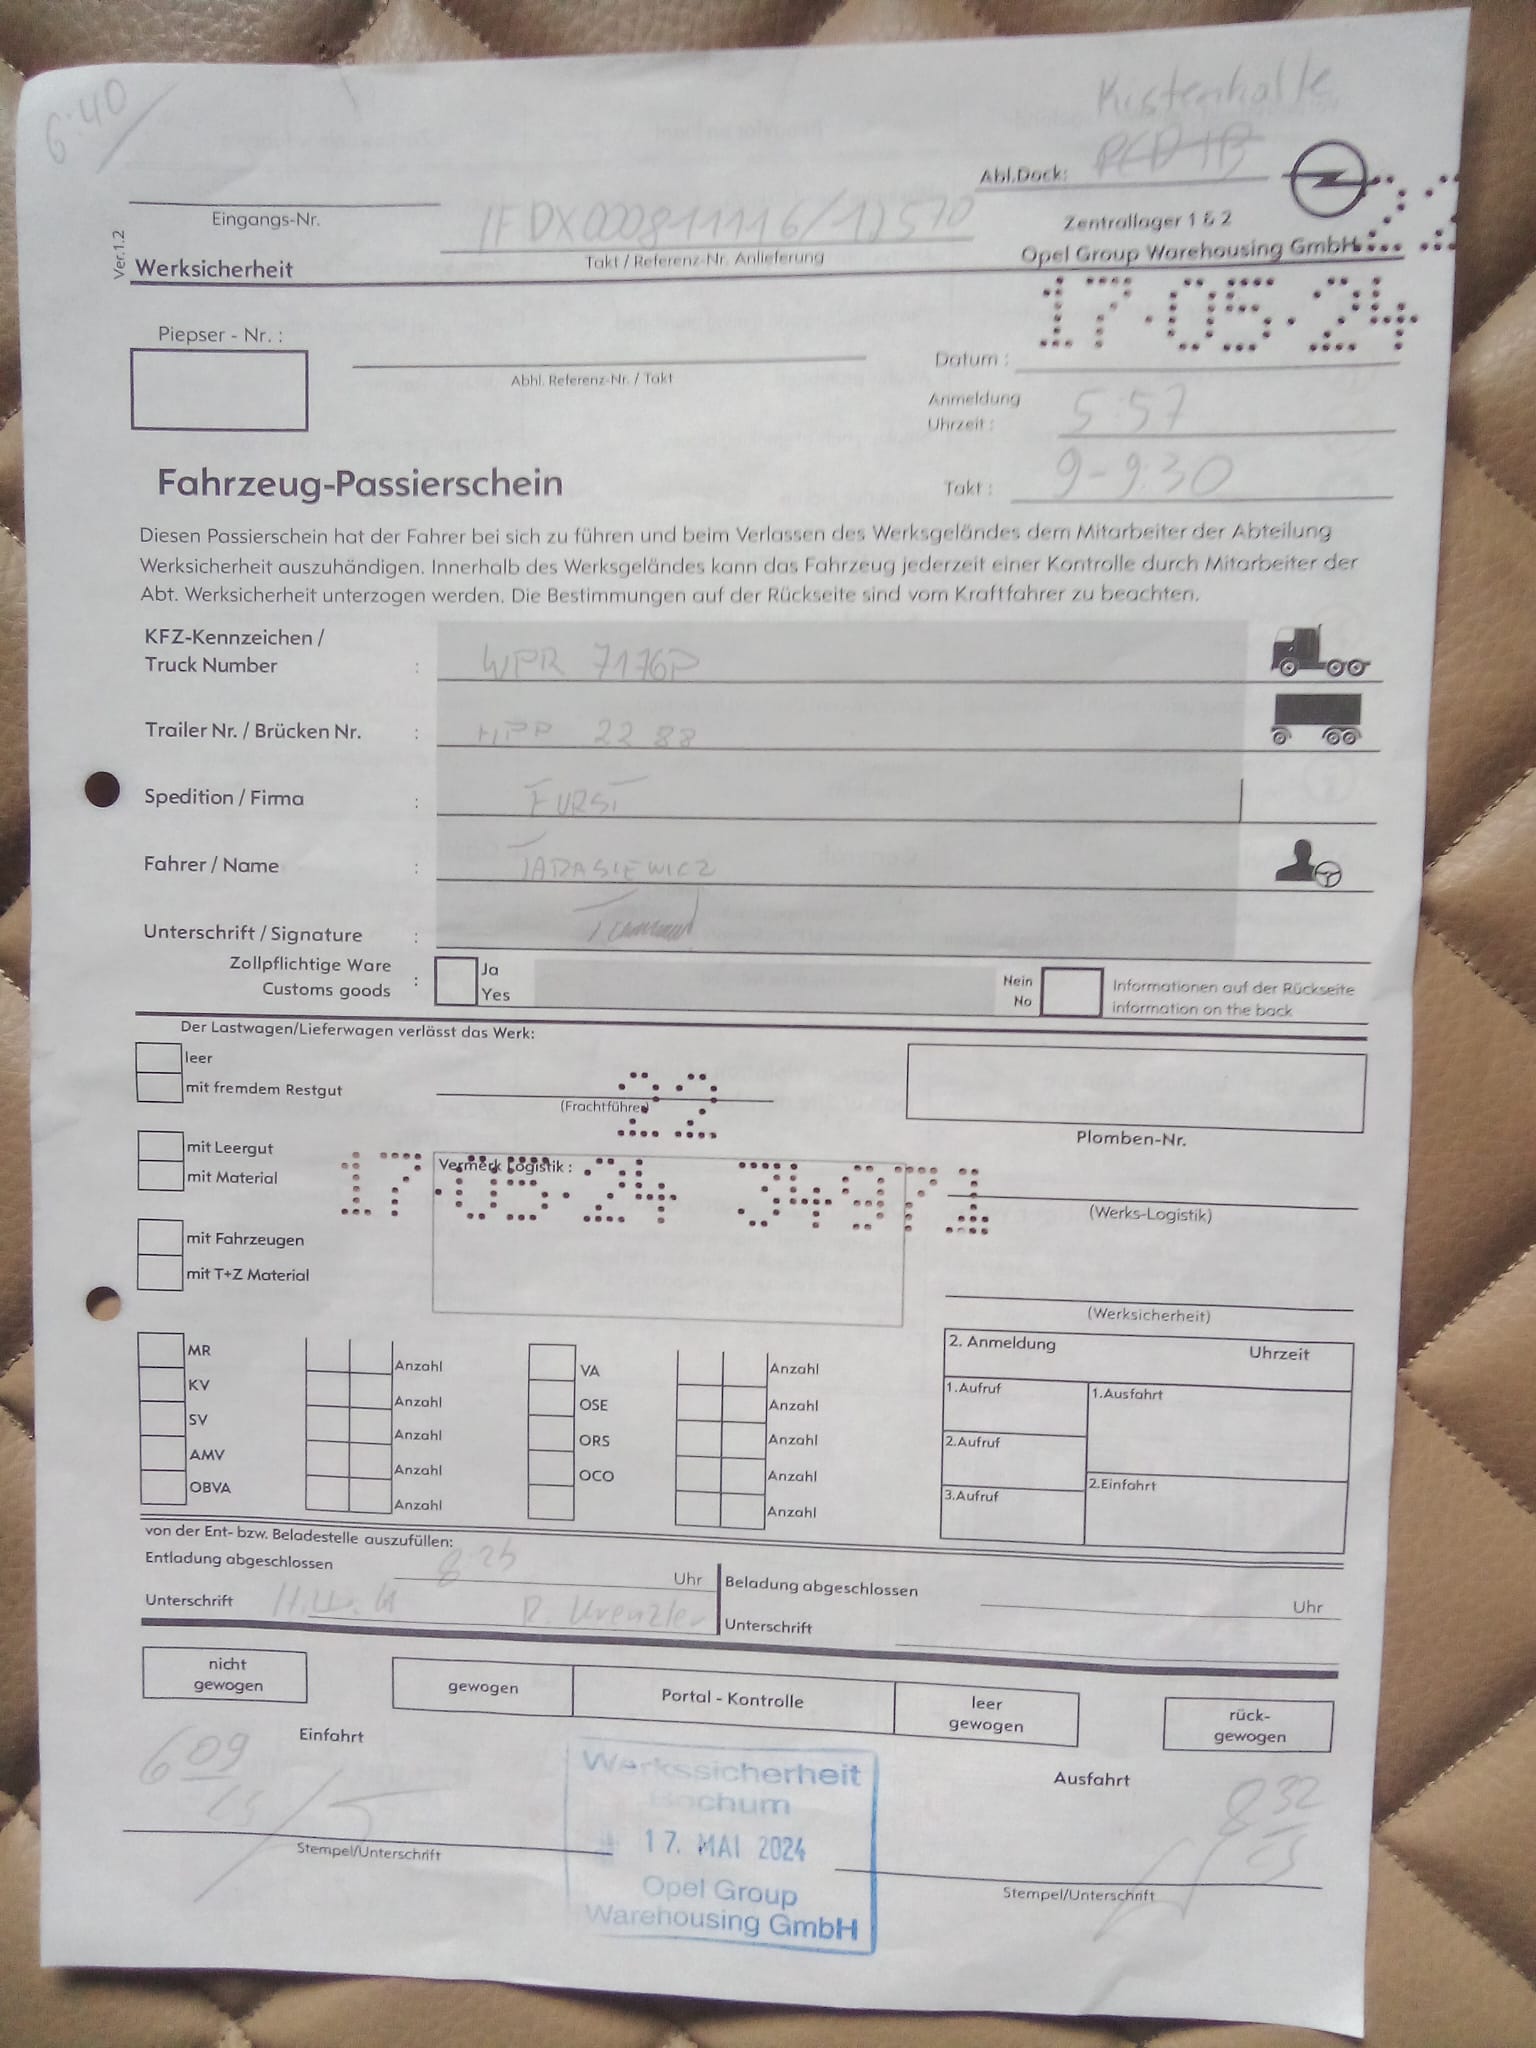 6:40
Kistenhalle
Abl.Dock:
Eingangs-Nr.
Takt / Referenz-Nr. Anlieferung
Zentrallager 1 & 2
Opel Group Warehousing GmbH
22
Ver.1.2
Werksicherheit
17·05·24
Piepser - Nr. :
Abhl. Referenz-Nr. / Takt
Datum :
Anmeldung
Uhrzeit : 5:57
Takt : 9-9:30
Fahrzeug-Passierschein
Diesen Passierschein hat der Fahrer bei sich zu führen und beim Verlassen des Werksgeländes dem Mitarbeiter der Abteilung
Werksicherheit auszuhändigen. Innerhalb des Werksgeländes kann das Fahrzeug jederzeit einer Kontrolle durch Mitarbeiter der
Abt. Werksicherheit unterzogen werden. Die Bestimmungen auf der Rückseite sind vom Kraftfahrer zu beachten.
KFZ-Kennzeichen /
Truck Number : WPR 7176P
Trailer Nr. / Brücken Nr. : 2288
Spedition / Firma : FURST
Fahrer / Name : TARASIEWICZ
Unterschrift / Signature :
Zollpflichtige Ware
Customs goods :
Ja
Yes
Nein
No
Informationen auf der Rückseite
information on the back
Der Lastwagen/Lieferwagen verlässt das Werk:
leer
mit fremdem Restgut
22
(Frachtführer)
Plomben-Nr.
mit Leergut
mit Material
Vermerk Logistik :
17·05·24 34971
(Werks-Logistik)
mit Fahrzeugen
mit T+Z Material
(Werksicherheit)
MR Anzahl VA Anzahl
KV Anzahl OSE Anzahl
SV Anzahl ORS Anzahl
AMV Anzahl OCO Anzahl
OBVA Anzahl Anzahl
2. Anmeldung Uhrzeit
1.Aufruf 1.Ausfahrt
2.Aufruf
2.Einfahrt
3.Aufruf
von der Ent- bzw. Beladestelle auszufüllen:
Entladung abgeschlossen 8:25 Uhr
Beladung abgeschlossen Uhr
Unterschrift R. Krenzler
Unterschrift
nicht
gewogen
gewogen
Portal - Kontrolle
leer
gewogen
rück-
gewogen
Einfahrt
609
Stempel/Unterschrift
Werkssicherheit
Bochum
17. MAI 2024
Opel Group
Warehousing GmbH
Ausfahrt
832
Stempel/Unterschrift